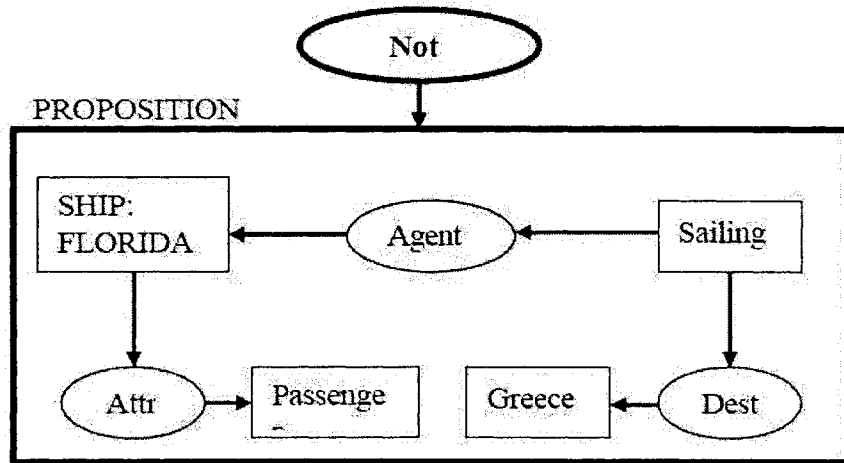 Not
PROPOSITION
SHIP:
FLORIDA
Agent
Sailing
Attr
Passenge
Greece
Dest